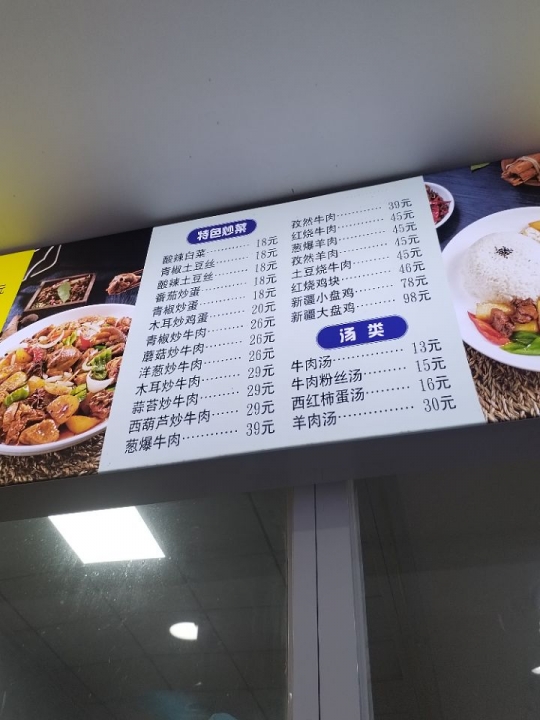 元
特色炒菜
酸辣白菜············ 18元
青椒土豆丝········· 18元
酸辣土豆丝········· 18元
番茄炒蛋············ 18元
青椒炒蛋············ 18元
木耳炒鸡蛋········· 20元
青椒炒牛肉········· 26元
蘑菇炒牛肉········· 26元
洋葱炒牛肉········· 26元
木耳炒牛肉········· 29元
蒜苔炒牛肉········· 29元
西葫芦炒牛肉······ 29元
葱爆牛肉············ 39元
孜然牛肉············ 39元
红烧牛肉············ 45元
葱爆羊肉············ 45元
孜然羊肉············ 45元
土豆烧牛肉········· 45元
红烧鸡块············ 46元
新疆小盘鸡········· 78元
新疆大盘鸡········· 98元
汤 类
牛肉汤··············· 13元
牛肉粉丝汤········· 15元
西红柿蛋汤········· 16元
羊肉汤··············· 30元